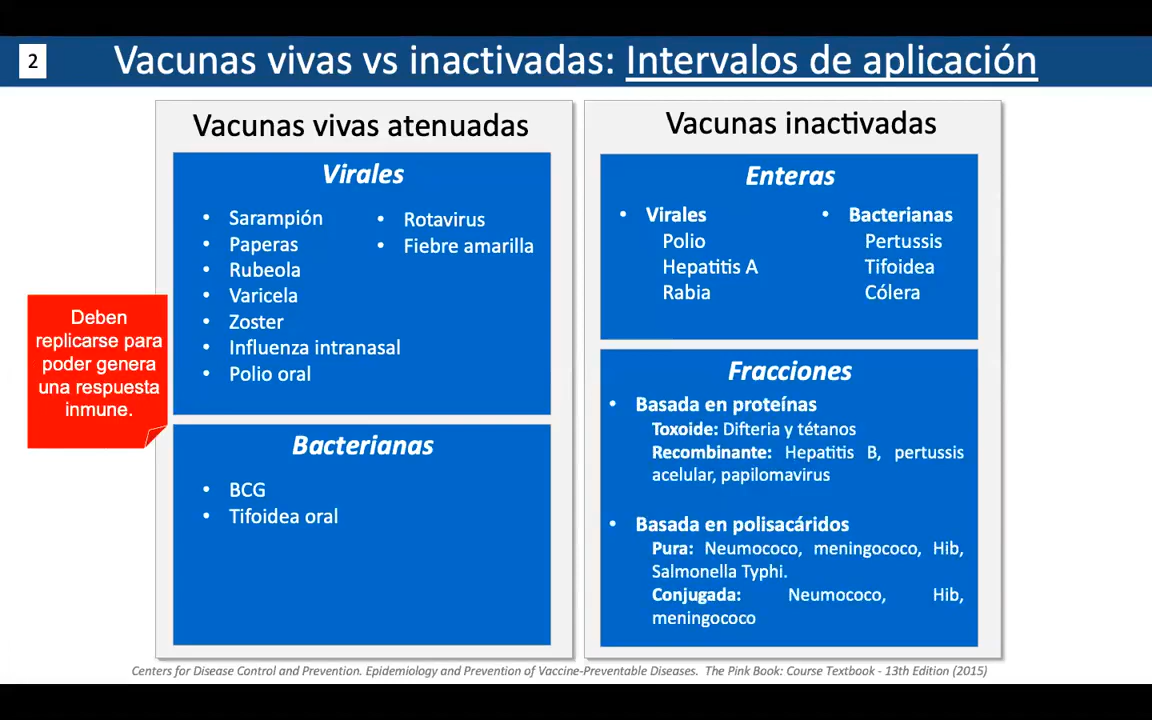 2
Vacunas vivas vs inactivadas: Intervalos de aplicación
Vacunas vivas atenuadas
Virales
• Sarampión
• Paperas
• Rubeola
• Varicela
• Zoster
• Influenza intranasal
• Polio oral
• Rotavirus
• Fiebre amarilla
Deben
replicarse para
poder genera
una respuesta
inmune.
Bacterianas
• BCG
• Tifoidea oral
Vacunas inactivadas
Enteras
• Virales
Polio
Hepatitis A
Rabia
• Bacterianas
Pertussis
Tifoidea
Cólera
Fracciones
• Basada en proteínas
Toxoide: Difteria y tétanos
Recombinante: Hepatitis B, pertussis
acelular, papilomavirus
• Basada en polisacáridos
Pura: Neumococo, meningococo, Hib,
Salmonella Typhi.
Conjugada: Neumococo, Hib,
meningococo
Centers for Disease Control and Prevention. Epidemiology and Prevention of Vaccine-Preventable Diseases. The Pink Book: Course Textbook - 13th Edition (2015)